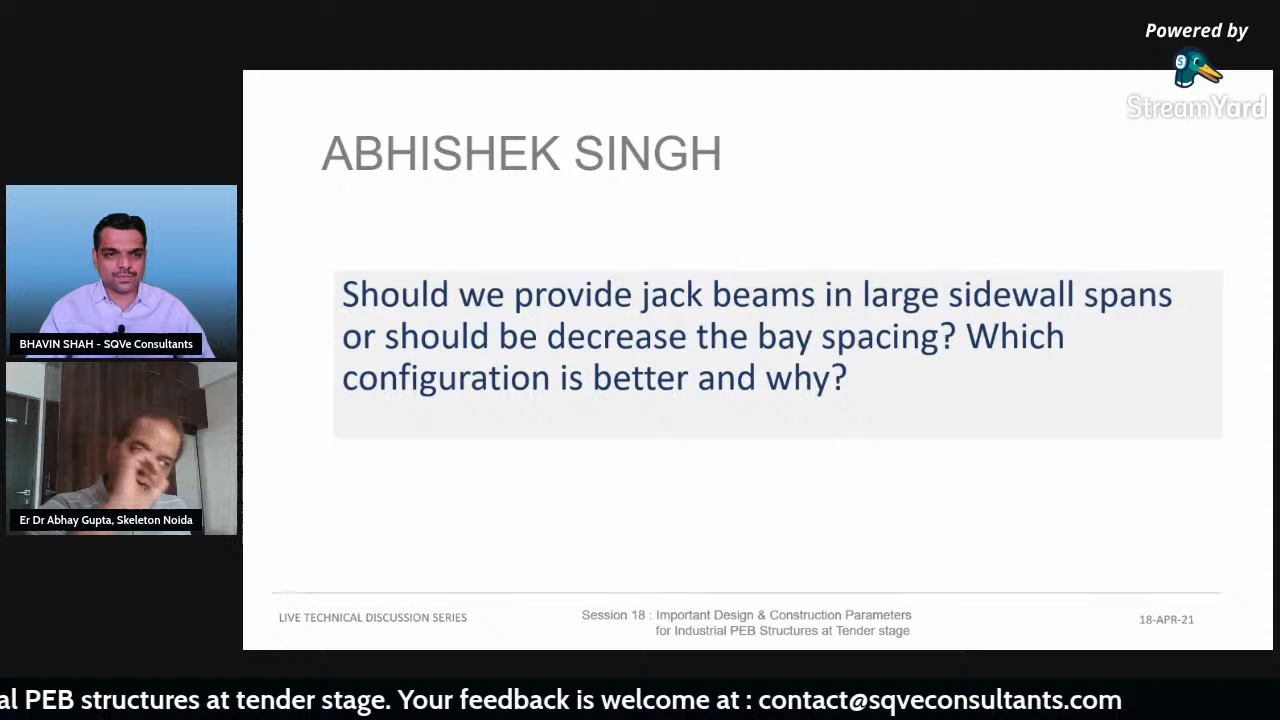 Powered by
StreamYard
ABHISHEK SINGH
Should we provide jack beams in large sidewall spans
or should be decrease the bay spacing? Which
configuration is better and why?
BHAVIN SHAH - SQVe Consultants
Er Dr Abhay Gupta, Skeleton Noida
LIVE TECHNICAL DISCUSSION SERIES
Session 18 : Important Design & Construction Parameters
for Industrial PEB Structures at Tender stage
18-APR-21
al PEB structures at tender stage. Your feedback is welcome at : contact@sqveconsultants.com